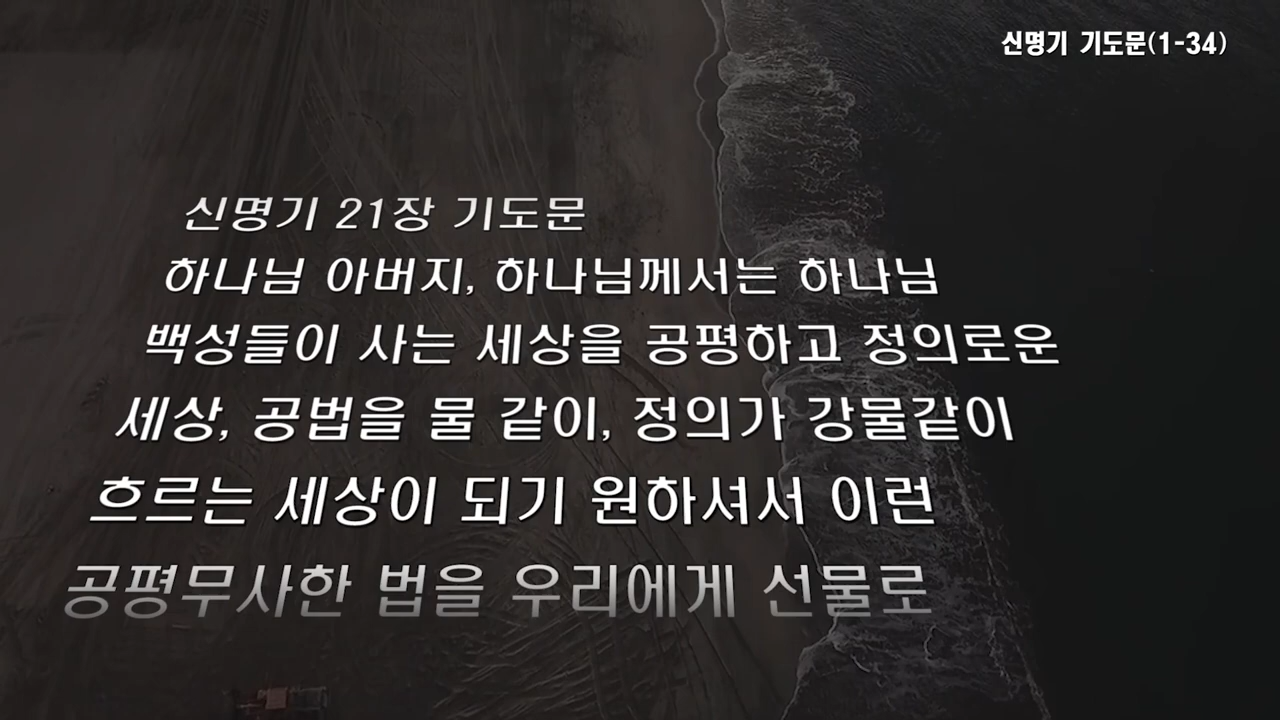 신명기 기도문(1-34)
신명기 21장 기도문
하나님 아버지, 하나님께서는 하나님
백성들이 사는 세상을 공평하고 정의로운
세상, 공법을 물 같이, 정의가 강물같이
흐르는 세상이 되기 원하셔서 이런
공평무사한 법을 우리에게 선물로